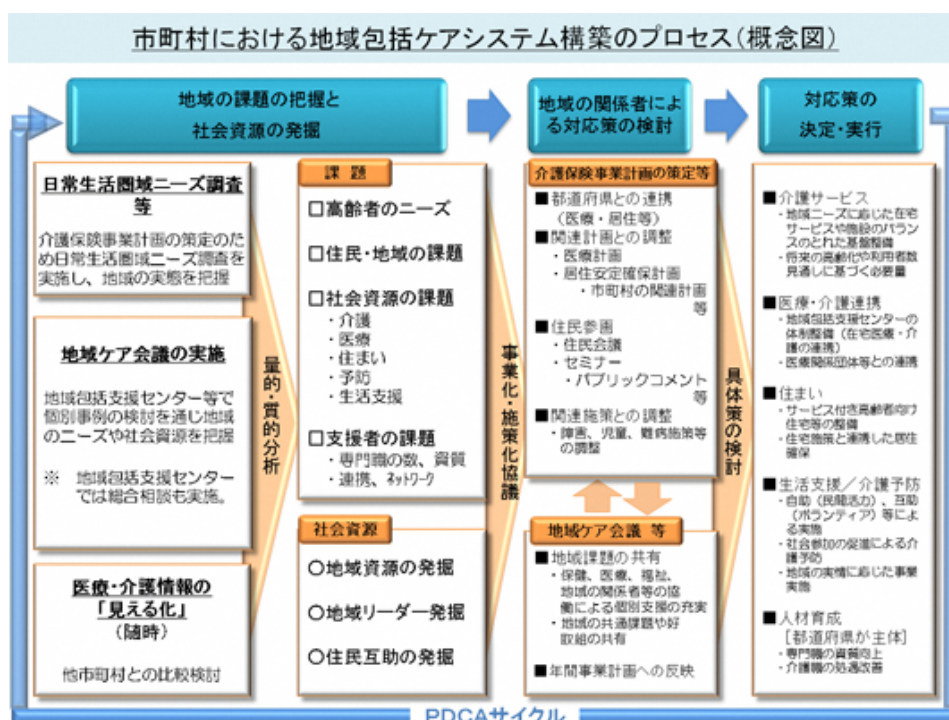 市町村における地域包括ケアシステム構築のプロセス(概念図)
地域の課題の把握と
社会資源の発掘
地域の関係者によ
る対応策の検討
対応策の
決定・実行
日常生活圏域ニーズ調査
等
介護保険事業計画の策定のた
め日常生活圏域ニーズ調査を
実施し、地域の実態を把握
地域ケア会議の実施
地域包括支援センター等で
個別事例の検討を通じ地域
のニーズや社会資源を把握
※ 地域包括支援センター
では総合相談も実施。
医療・介護情報の
「見える化」
(随時)
他市町村との比較検討
量的・質的分析
課 題
□高齢者のニーズ
□住民・地域の課題
□社会資源の課題
・介護
・医療
・住まい
・予防
・生活支援
□支援者の課題
・専門職の数、資質
・連携、ネットワーク
社会資源
○地域資源の発掘
○地域リーダー発掘
○住民互助の発掘
事業化・施策化協議
介護保険事業計画の策定等
■都道府県との連携
(医療・居住等)
■関連計画との調整
・医療計画
・居住安定確保計画
・市町村の関連計画
等
■住民参画
・住民会議
・セミナー
・パブリックコメント
等
■関連施策との調整
・障害、児童、難病施策等
の調整
地域ケア会議 等
■地域課題の共有
・保健、医療、福祉、
地域の関係者等の協
働による個別支援の充実
・地域の共通課題や好
取組の共有
■年間事業計画への反映
具体策の検討
■介護サービス
・地域ニーズに応じた在宅
サービスや施設のバランス
のとれた基盤整備
・将来の高齢化や利用者数
見通しに基づく必要量
■医療・介護連携
・地域包括支援センターの
体制整備(在宅医療・介
護の連携)
・医療関係団体等との連携
■住まい
・サービス付き高齢者向け
住宅等の整備
・住宅施策と連携した居住
確保
■生活支援/介護予防
・自助(民間活力)、互助
(ボランティア)等によ
る実施
・社会参加の促進による介
護予防
・地域の実情に応じた事業
実施
■人材育成
[都道府県が主体]
・専門職の資質向上
・介護職の処遇改善
PDCAサイクル